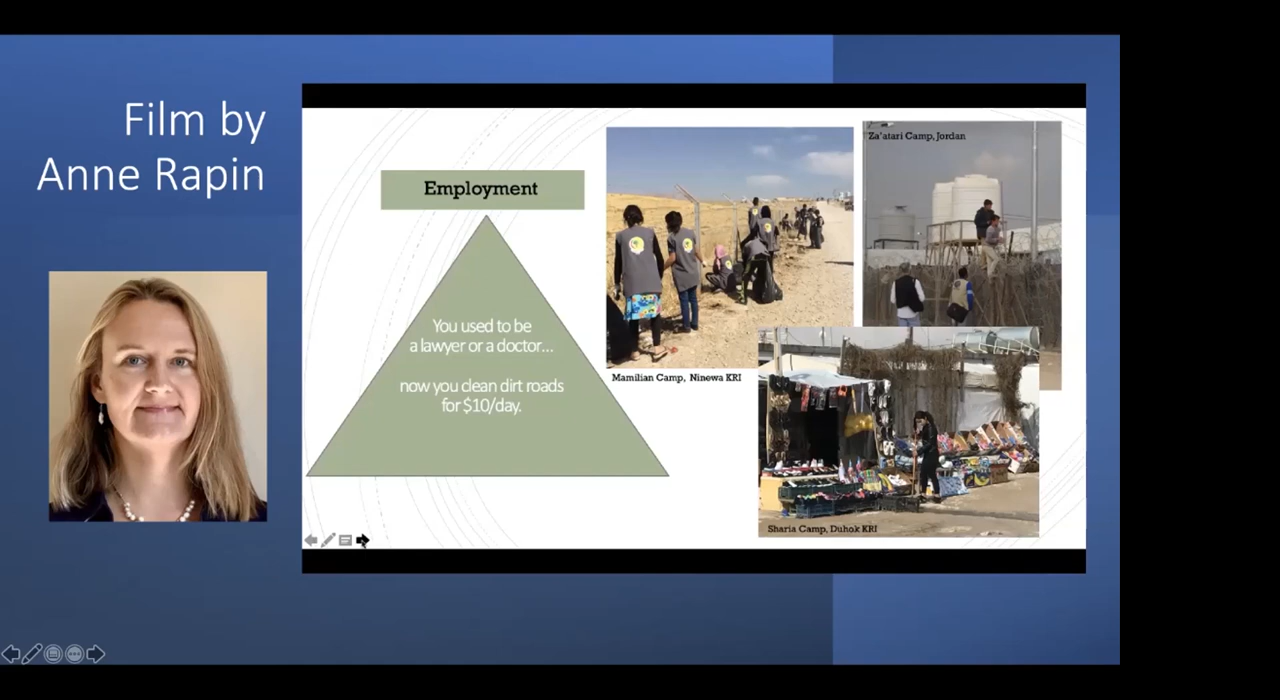 Film by
Anne Rapin
Employment
You used to be
a lawyer or a doctor...
now you clean dirt roads
for $10/day.
Mamilian Camp, Ninewa KRI
Za'atari Camp, Jordan
Sharia Camp, Duhok KRI